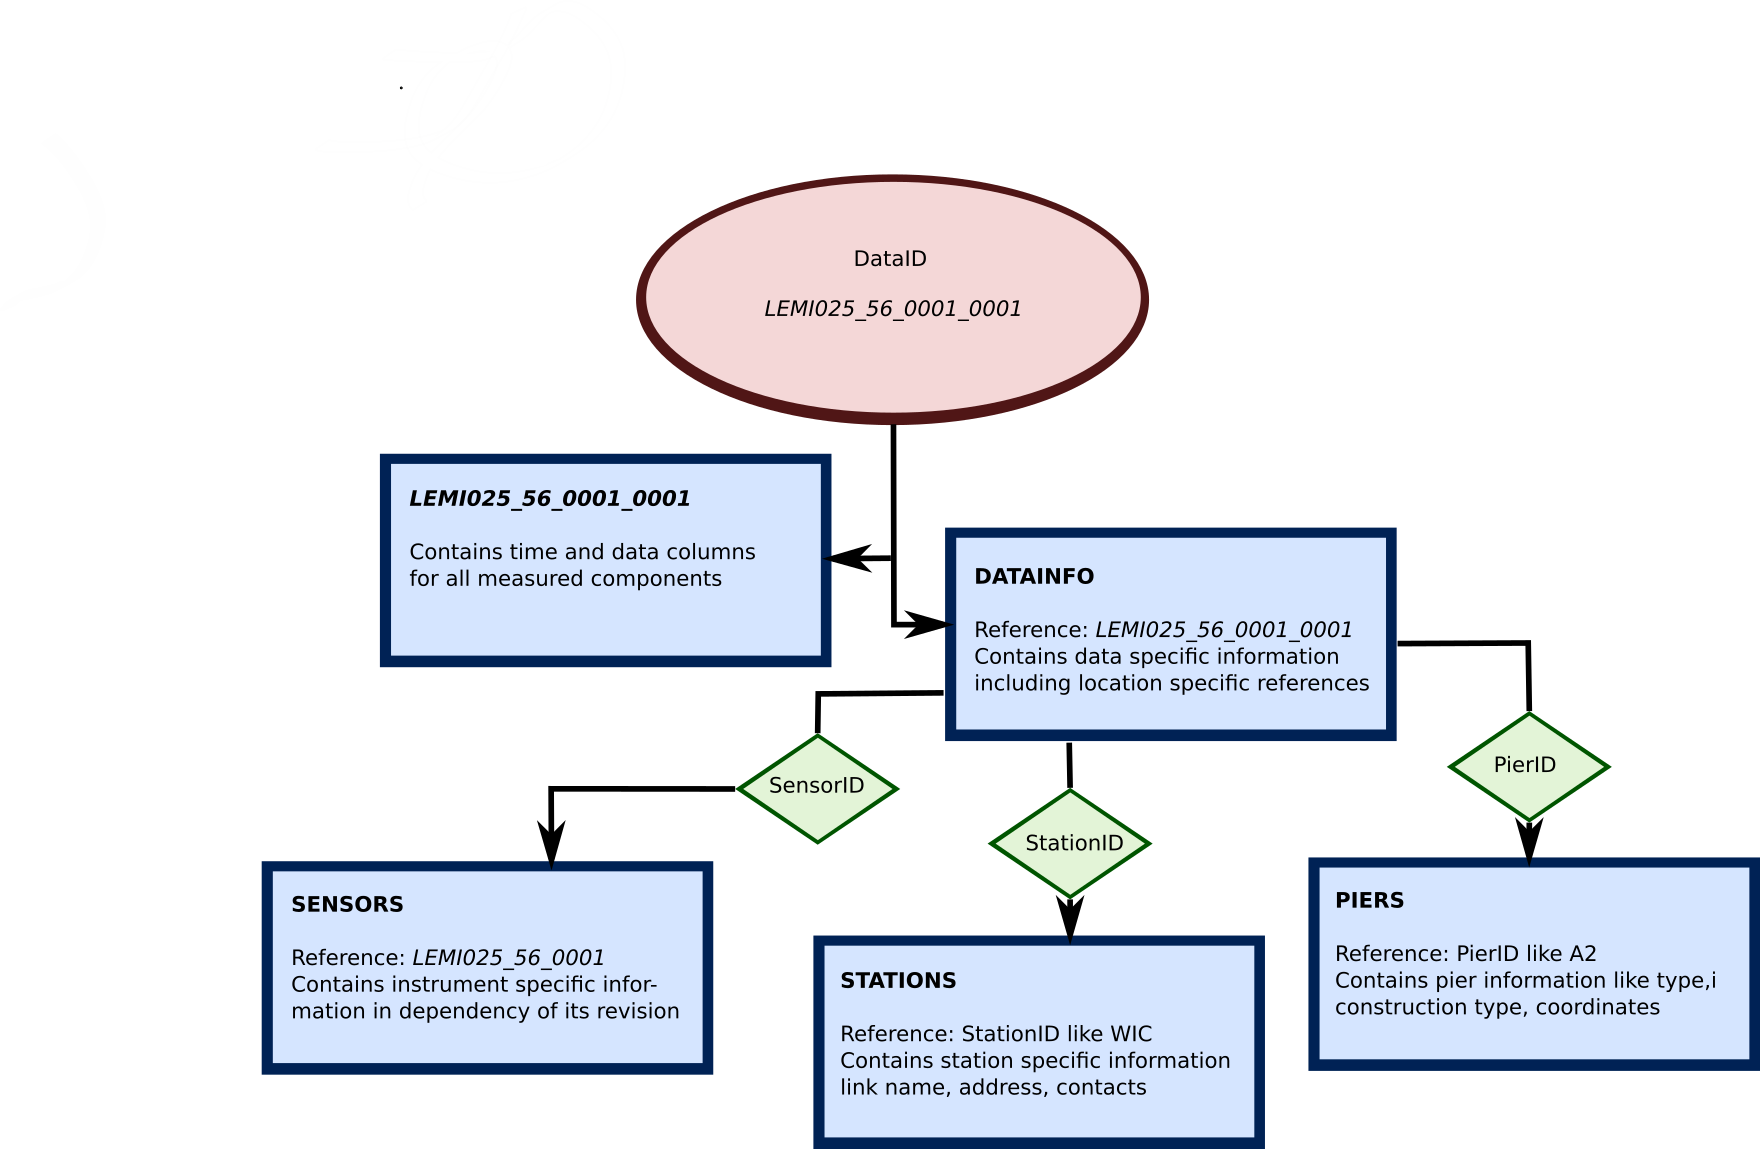 DataID
LEMI025_56_0001_0001
LEMI025_56_0001_0001
Contains time and data columns
for all measured components
DATAINFO
Reference: LEMI025_56_0001_0001
Contains data specific information
including location specific references
SensorID
StationID
PierID
SENSORS
Reference: LEMI025_56_0001
Contains instrument specific infor-
mation in dependency of its revision
STATIONS
Reference: StationID like WIC
Contains station specific information
link name, address, contacts
PIERS
Reference: PierID like A2
Contains pier information like type,i
construction type, coordinates